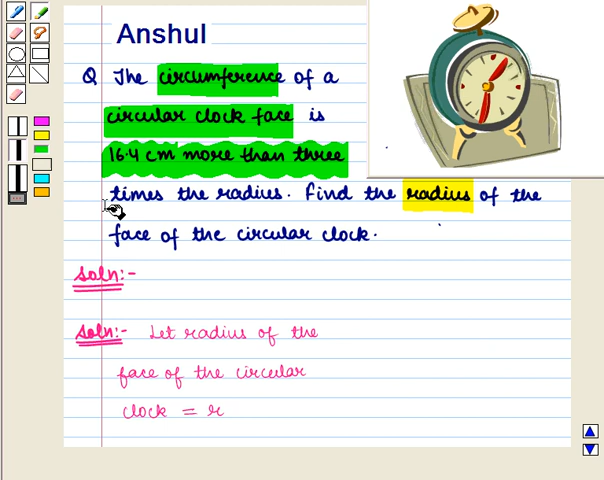 Anshul
Q The circumference of a
circular clock face is
16.4 cm more than three
times the radius. Find the radius of the
face of the circular clock.
Soln:-
Soln:- Let radius of the
face of the circular
clock = r